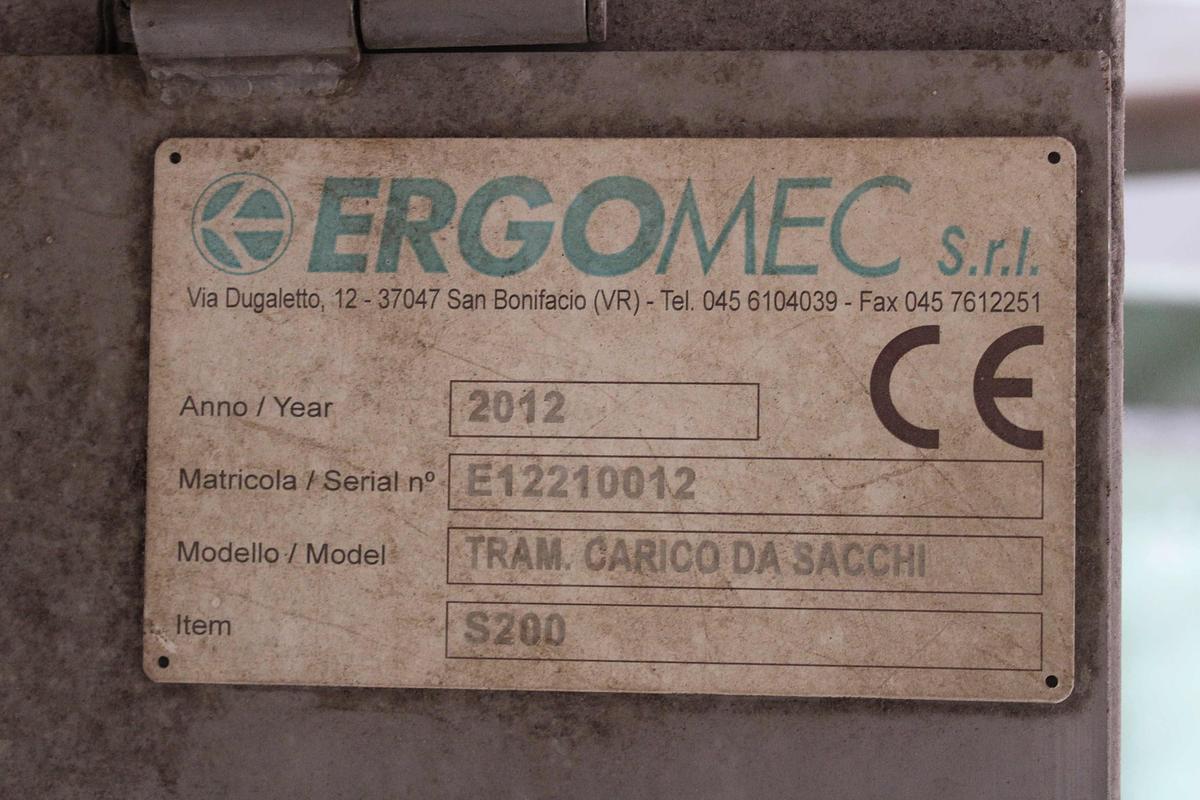 ERGOMEC S.r.l.
Via Dugaletto, 12 - 37047 San Bonifacio (VR) - Tel. 045 6104039 - Fax 045 7612251
CE
Anno / Year 2012
Matricola / Serial nº E12210012
Modello / Model TRAM. CARICO DA SACCHI
Item S200